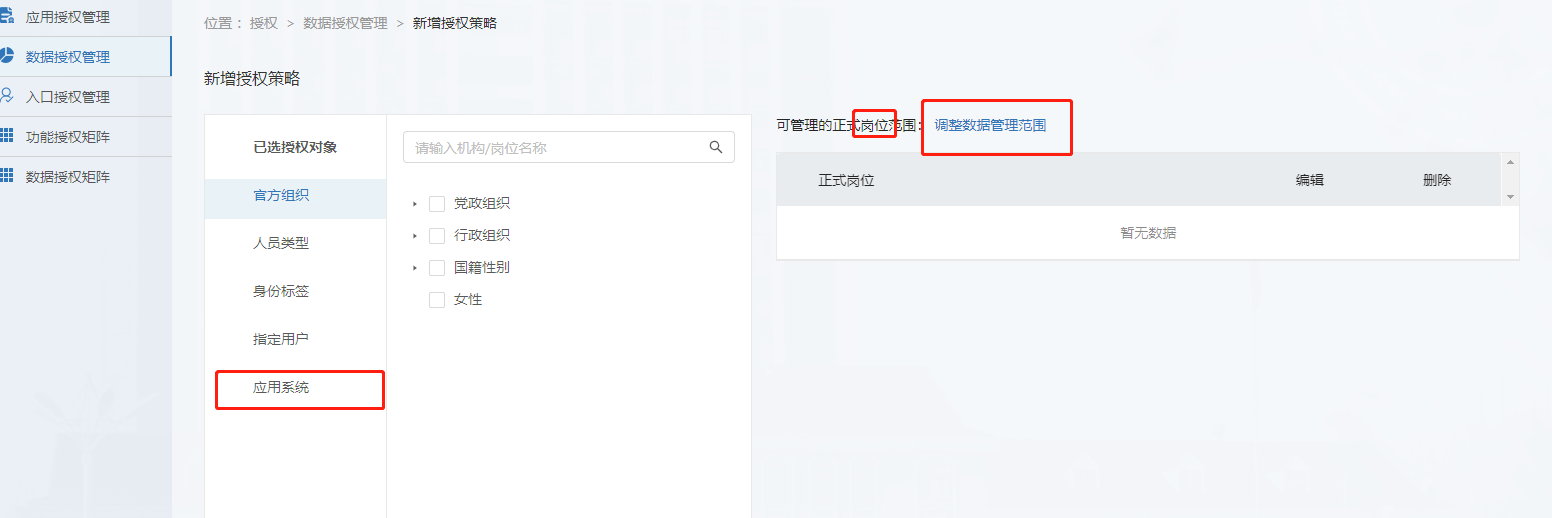 应用授权管理
数据授权管理
入口授权管理
功能授权矩阵
数据授权矩阵
位置： 授权 > 数据授权管理 > 新增授权策略
新增授权策略
已选授权对象
官方组织
人员类型
身份标签
指定用户
应用系统
请输入机构/岗位名称
党政组织
行政组织
国籍性别
女性
可管理的正式岗位范围： 调整数据管理范围
正式岗位 编辑 删除
暂无数据